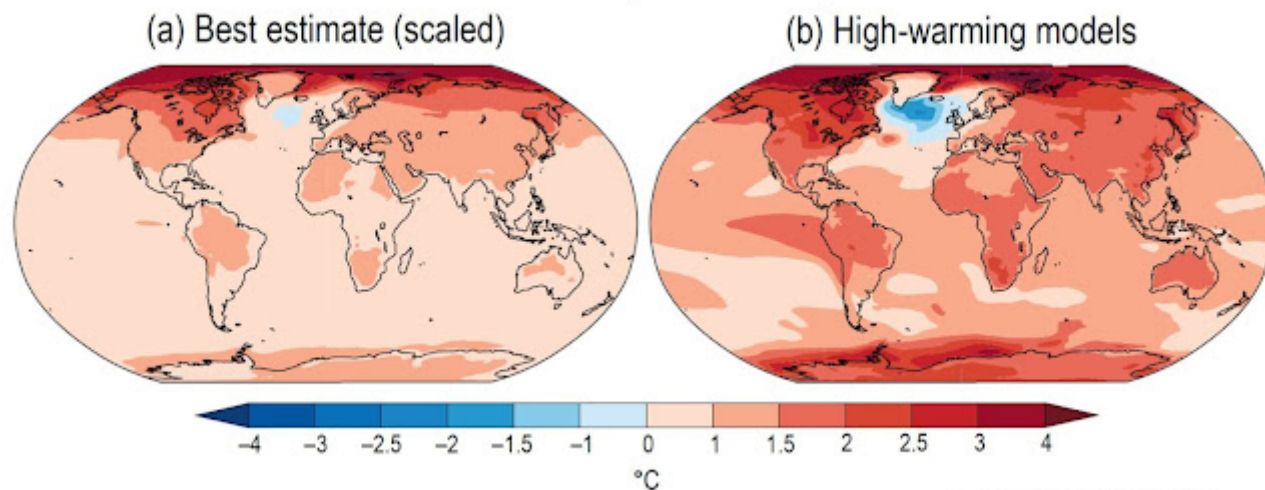 (a) Best estimate (scaled)
(b) High-warming models
–4 –3 –2.5 –2 –1.5 –1 0 1 1.5 2 2.5 3 4
°C